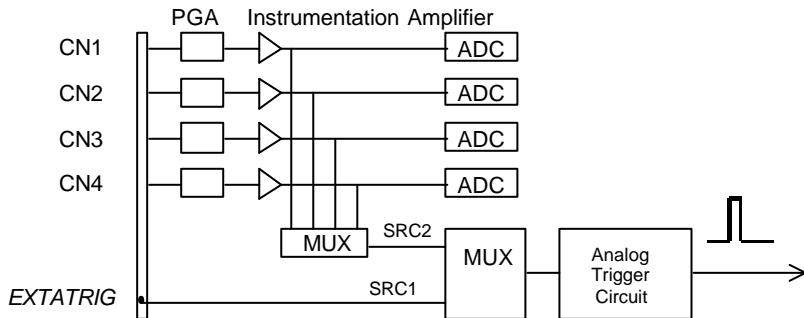 PGA Instrumentation Amplifier
CN1 ADC
CN2 ADC
CN3 ADC
CN4 ADC
MUX
SRC2
MUX
Analog
Trigger
Circuit
EXTATRIG
SRC1